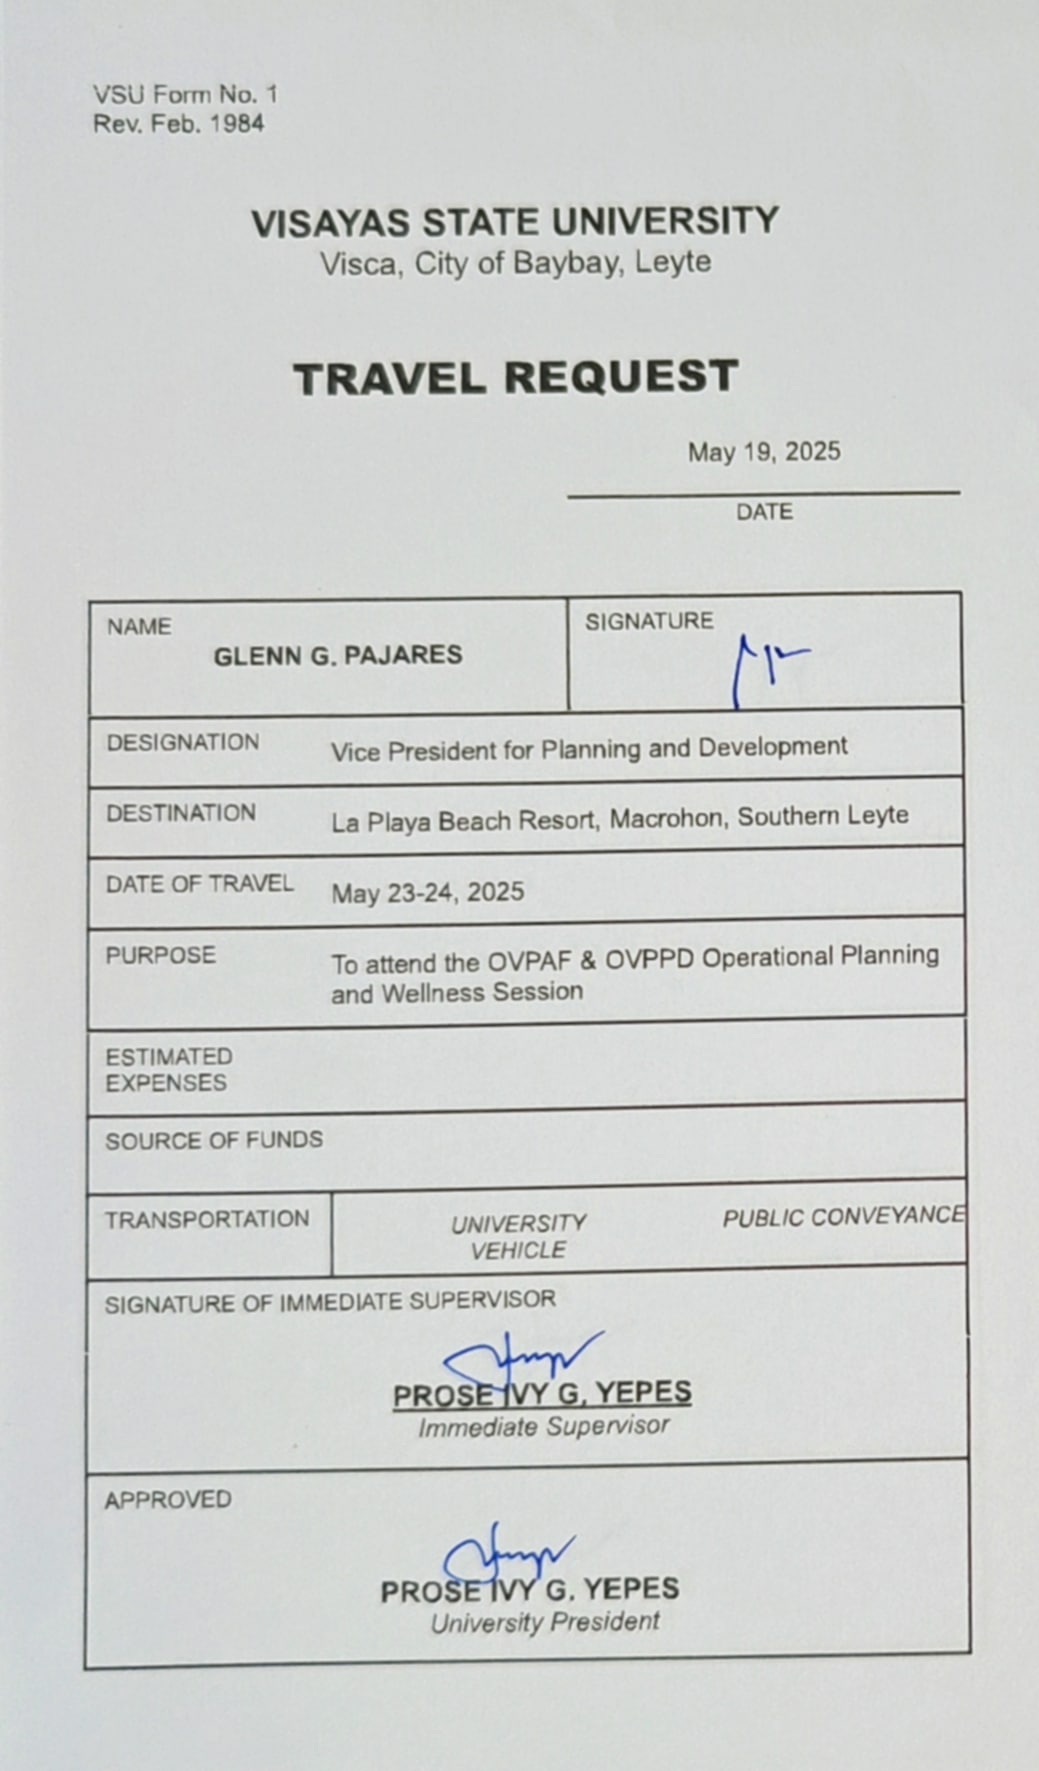 VSU Form No. 1
Rev. Feb. 1984
VISAYAS STATE UNIVERSITY
Visca, City of Baybay, Leyte
TRAVEL REQUEST
May 19, 2025
DATE
NAME
GLENN G. PAJARES
SIGNATURE
DESIGNATION
Vice President for Planning and Development
DESTINATION
La Playa Beach Resort, Macrohon, Southern Leyte
DATE OF TRAVEL
May 23-24, 2025
PURPOSE
To attend the OVPAF & OVPPD Operational Planning
and Wellness Session
ESTIMATED
EXPENSES
SOURCE OF FUNDS
TRANSPORTATION
UNIVERSITY
VEHICLE
PUBLIC CONVEYANCE
SIGNATURE OF IMMEDIATE SUPERVISOR
PROSE IVY G. YEPES
Immediate Supervisor
APPROVED
PROSE IVY G. YEPES
University President